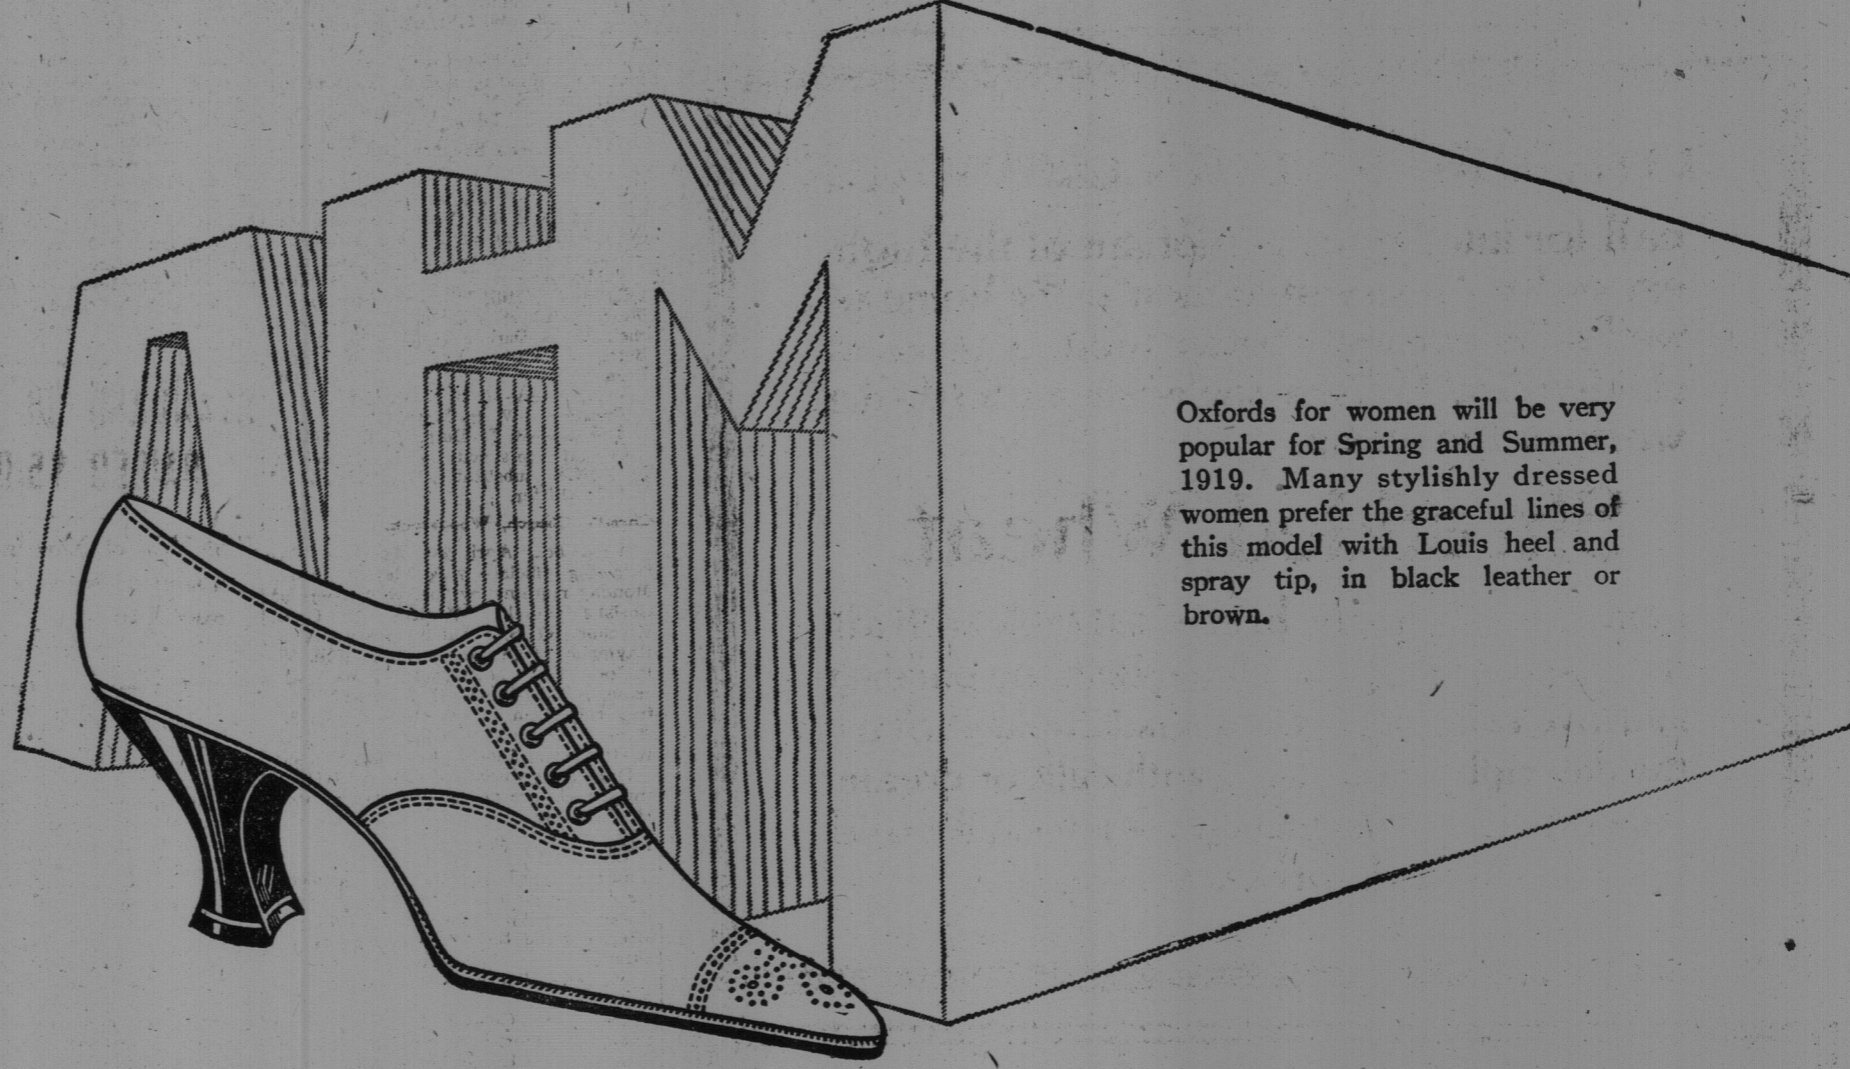 AHM
Oxfords for women will be very
popular for Spring and Summer,
1919. Many stylishly dressed
women prefer the graceful lines of
this model with Louis heel and
spray tip, in black leather or
brown.